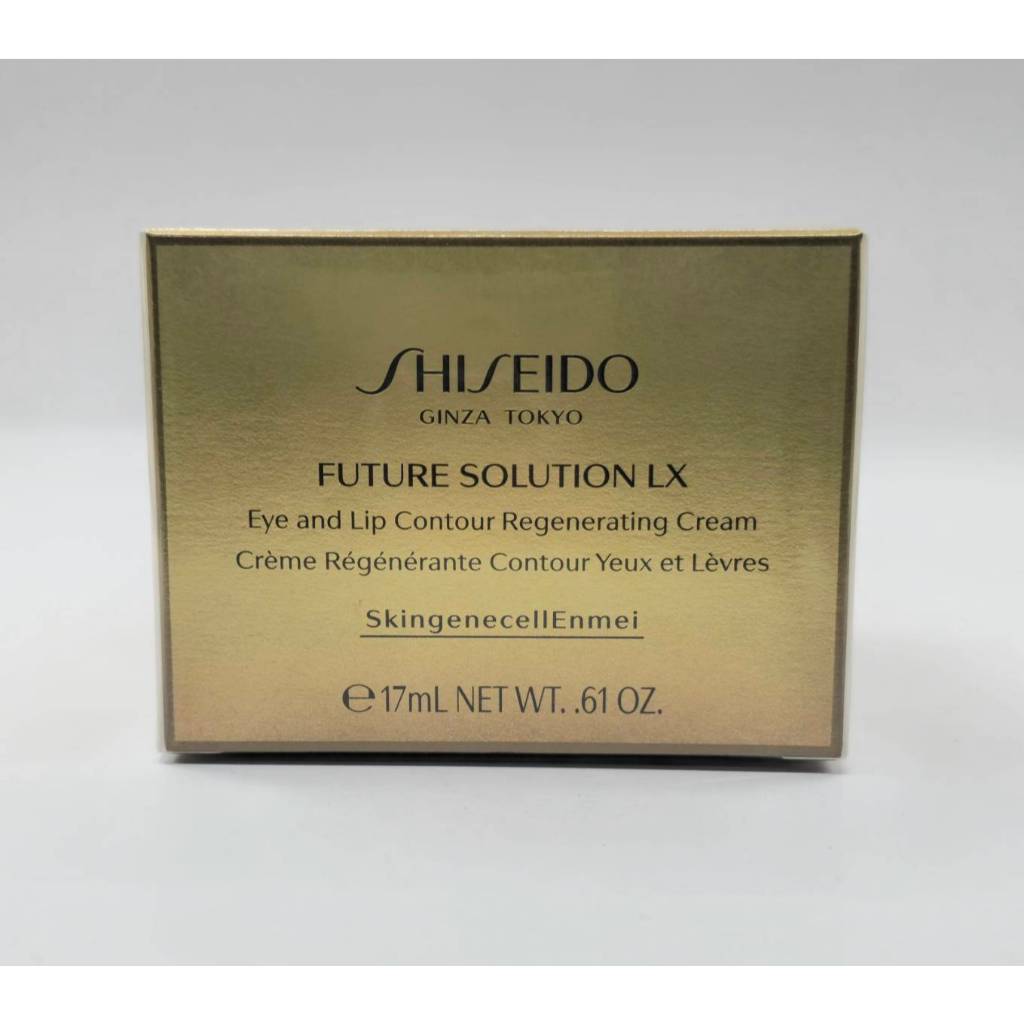 SHISEIDO
GINZA TOKYO
FUTURE SOLUTION LX
Eye and Lip Contour Regenerating Cream
Crème Régénérante Contour Yeux et Lèvres
SkingenecellEnmei
℮17mL NET WT. .61 OZ.